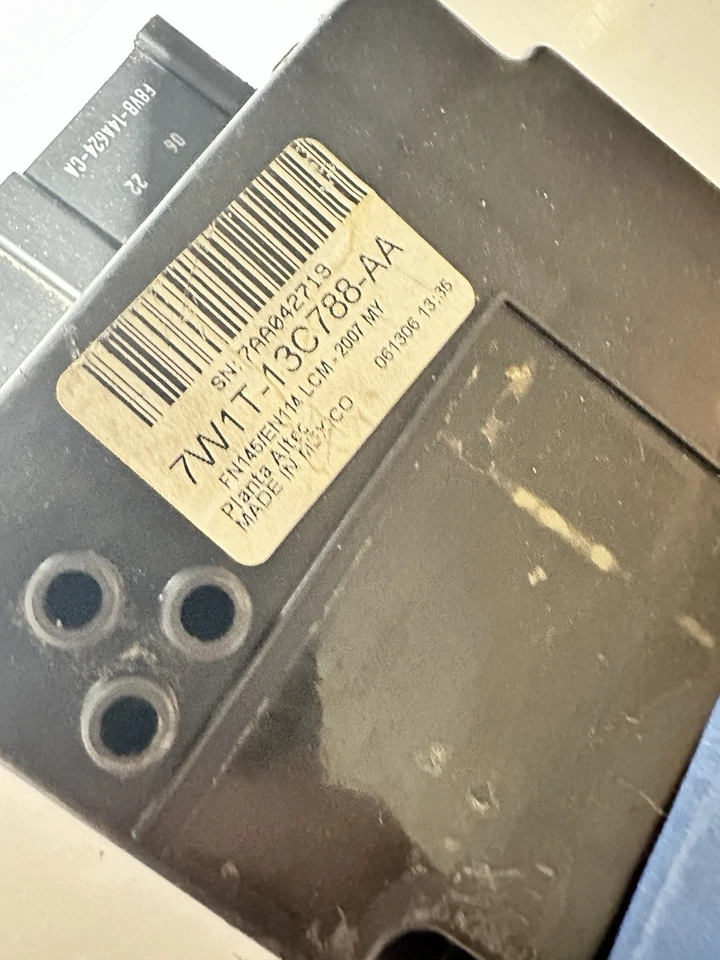 F8VB-14A624-CA
06
22
SN:7AA042719
7W1T-13C788-AA
FN145/EN114 LCM - 2007 MY
Planta Altec
061306 13:35
MADE IN MEXICO